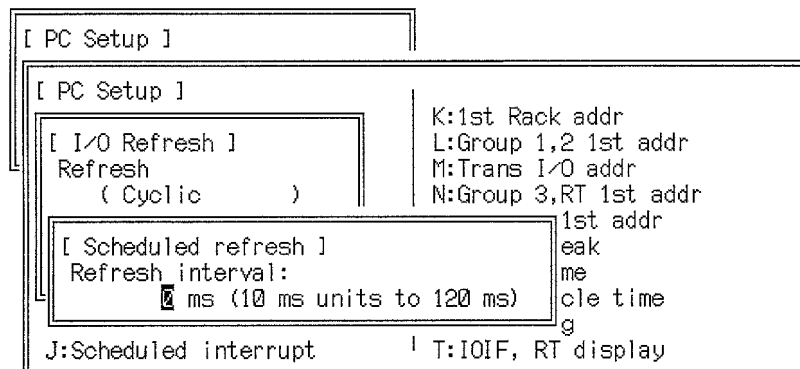 [ PC Setup ]
[ PC Setup ]
K:1st Rack addr
[ I/O Refresh ]
L:Group 1,2 1st addr
Refresh
M:Trans I/O addr
( Cyclic )
N:Group 3,RT 1st addr
1st addr
[ Scheduled refresh ]
eak
Refresh interval:
me
0 ms (10 ms units to 120 ms)
cle time
g
J:Scheduled interrupt
T:IOIF, RT display